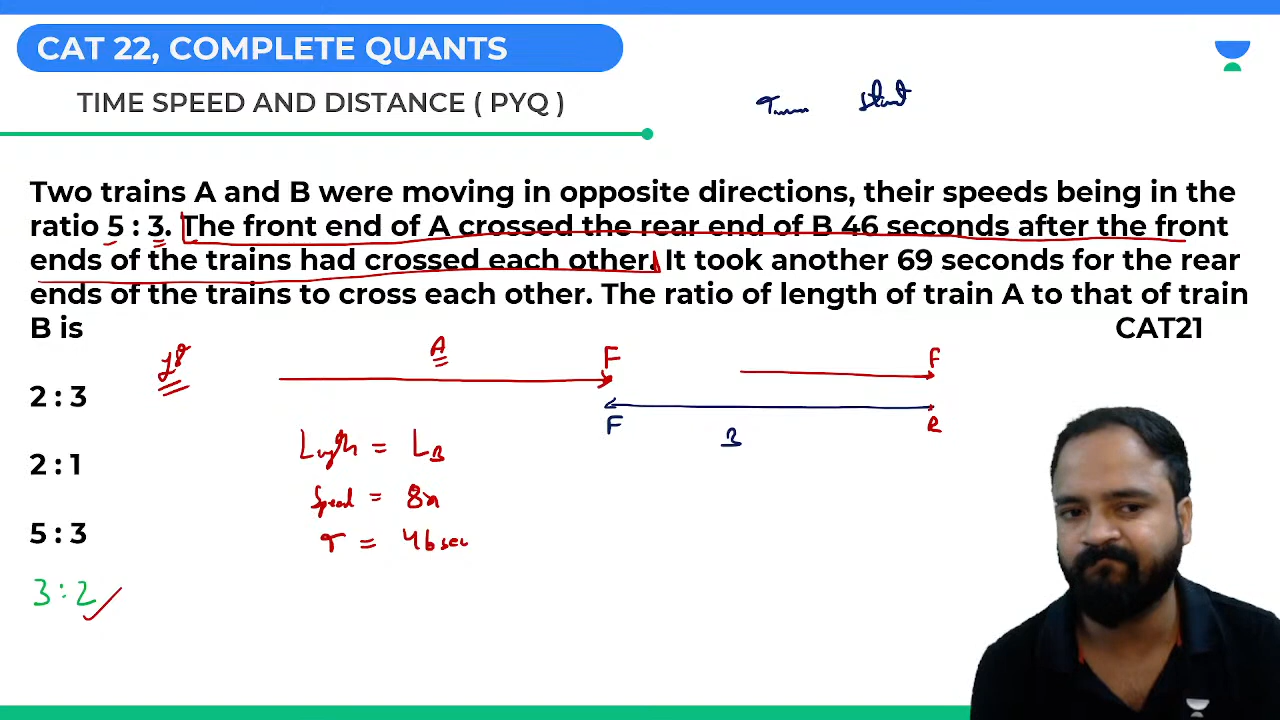 CAT 22, COMPLETE QUANTS
TIME SPEED AND DISTANCE ( PYQ )
start
Two trains A and B were moving in opposite directions, their speeds being in the
ratio 5 : 3. The front end of A crossed the rear end of B 46 seconds after the front
ends of the trains had crossed each other. It took another 69 seconds for the rear
ends of the trains to cross each other. The ratio of length of train A to that of train
B is
CAT21
2 : 3
2 : 1
5 : 3
3 : 2
A
F
F
F
B
R
Length = L_B
Speed = 8x
T = 46 sec